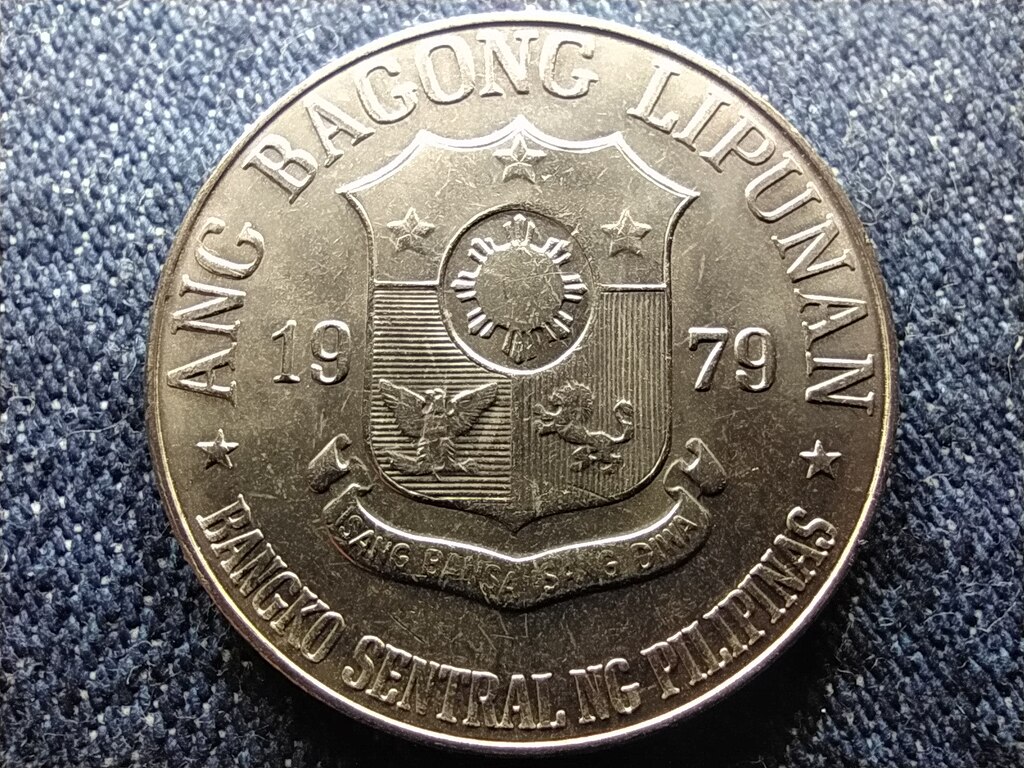 ANG BAGONG LIPUNAN
19 79
ISANG BANSA ISANG DIWA
BANGKO SENTRAL NG PILIPINAS